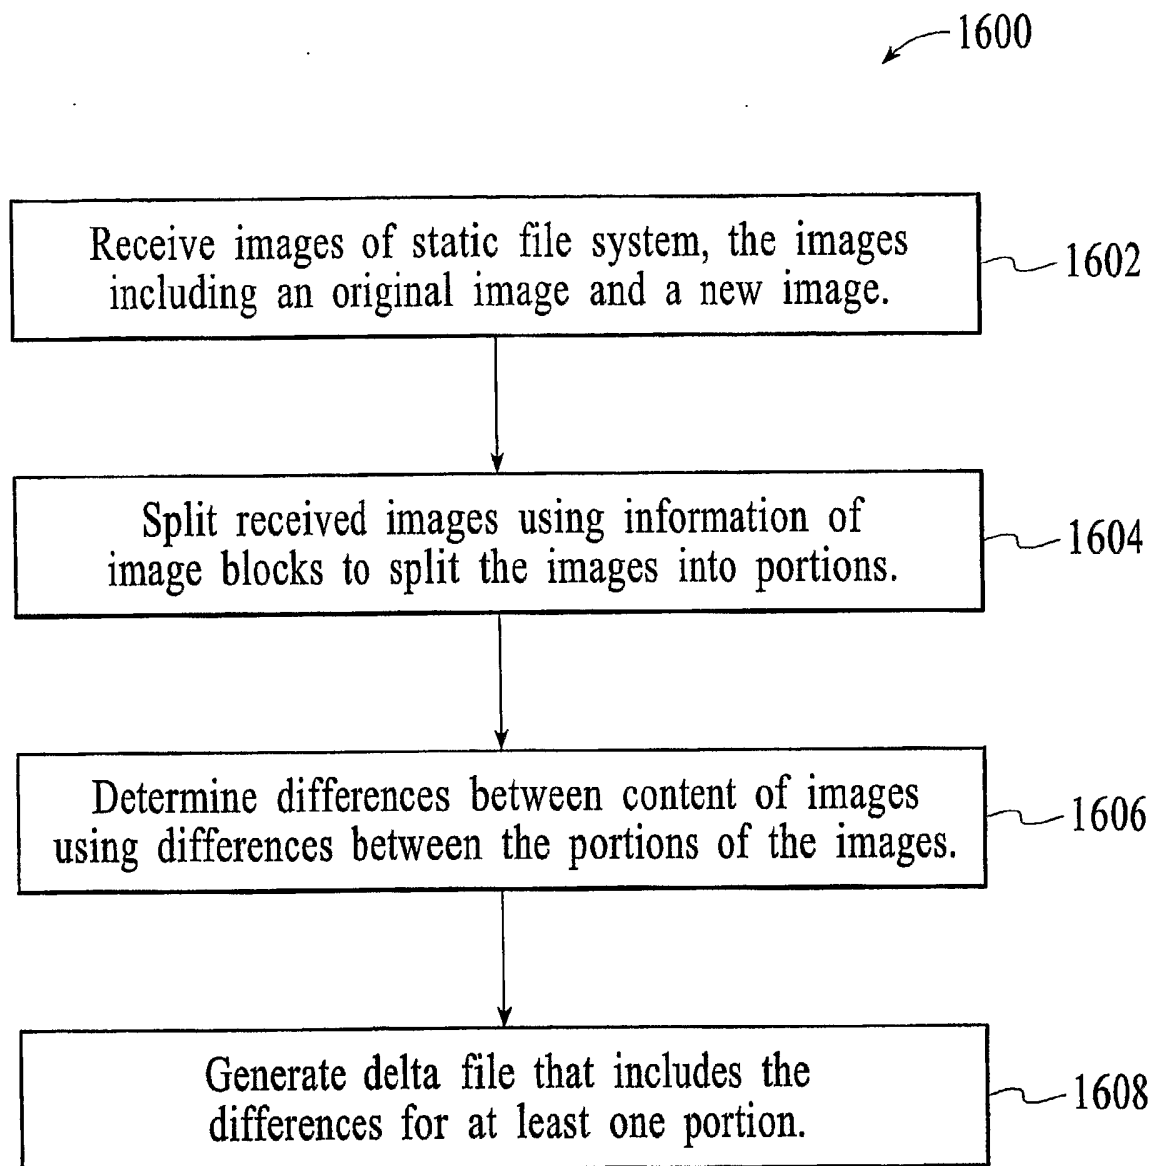 1600
Receive images of static file system, the images
including an original image and a new image.
1602
Split received images using information of
image blocks to split the images into portions.
1604
Determine differences between content of images
using differences between the portions of the images.
1606
Generate delta file that includes the
differences for at least one portion.
1608